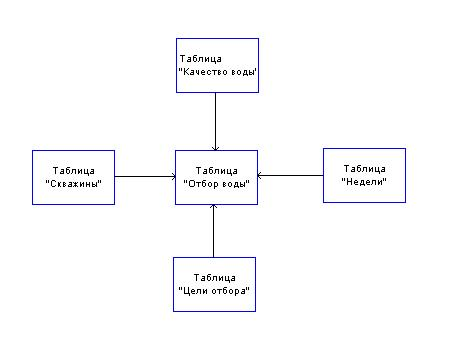 Таблица
"Качество воды"
Таблица
"Скважины"
Таблица
"Отбор воды"
Таблица
"Недели"
Таблица
"Цели отбора"